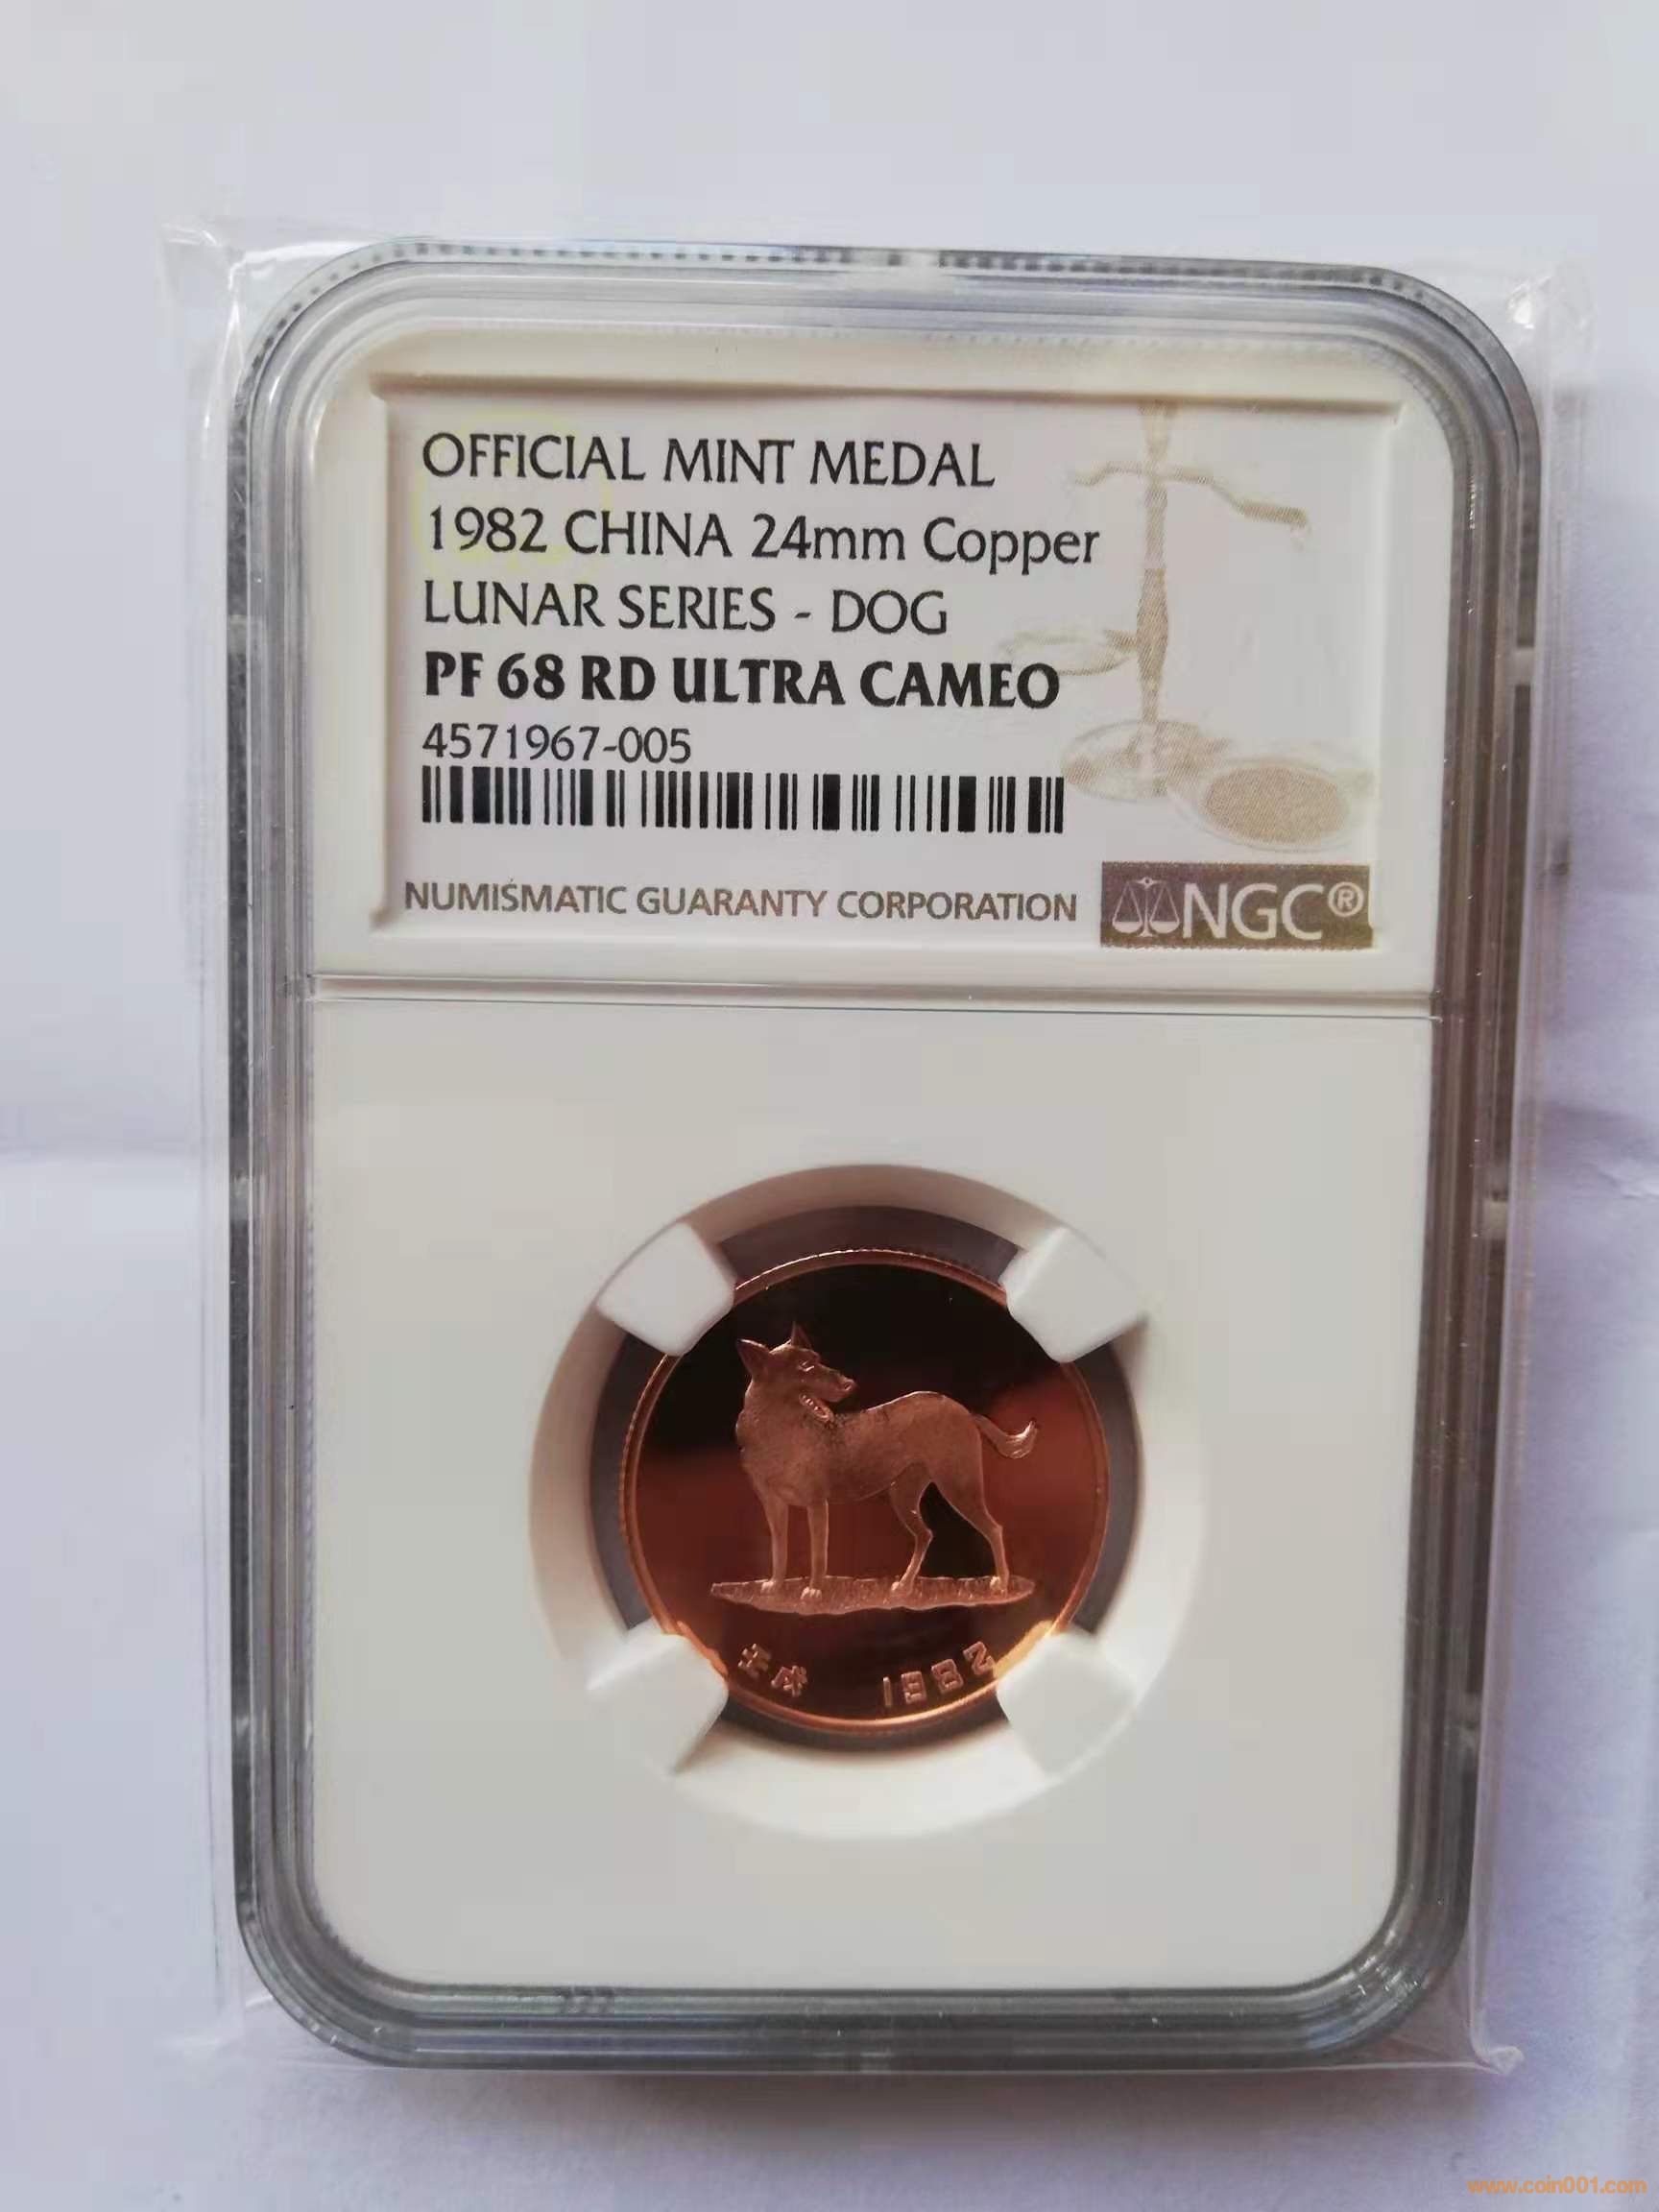 OFFICIAL MINT MEDAL
1982 CHINA 24mm Copper
LUNAR SERIES - DOG
PF 68 RD ULTRA CAMEO
4571967-005
NUMISMATIC GUARANTY CORPORATION NGC®
壬戌 1982
www.coin001.com